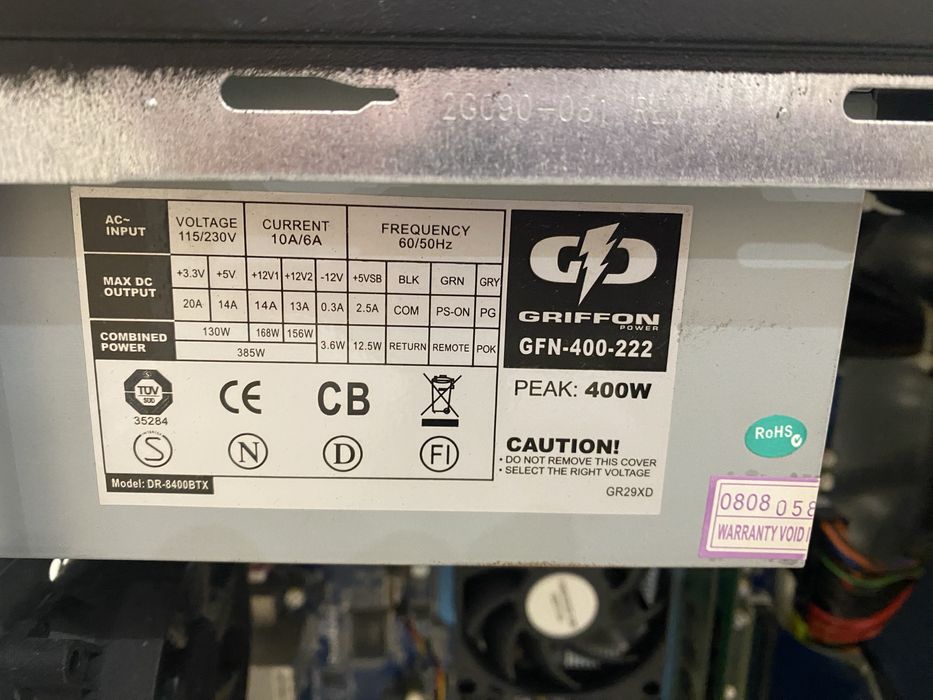 2G090-08
AC~ INPUT
VOLTAGE 115/230V
CURRENT 10A/6A
FREQUENCY 60/50Hz
MAX DC OUTPUT
+3.3V +5V +12V1 +12V2 -12V +5VSB BLK GRN GRY
20A 14A 14A 13A 0.3A 2.5A COM PS-ON PG
COMBINED POWER
130W 168W 156W 3.6W 12.5W RETURN REMOTE POK
385W
GRIFFON
POWER
GFN-400-222
PEAK: 400W
TÜV
SÜD
35284
CE CB
S N D FI
Model: DR-8400BTX
CAUTION!
• DO NOT REMOVE THIS COVER
• SELECT THE RIGHT VOLTAGE
GR29XD
RoHS
0808 058
WARRANTY VOID